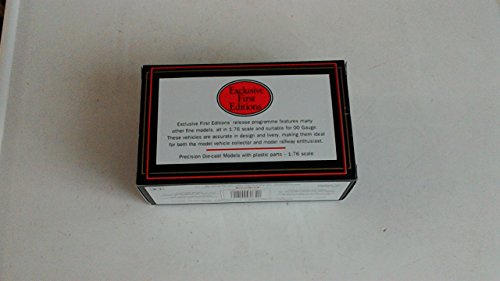 Exclusive
First
Editions
Exclusive First Editions release programme features many
other fine models, all in 1:76 scale and suitable for 00 Gauge.
These vehicles are accurate in design and livery, making them ideal
for both the model vehicle collector and model railway enthusiast.
Precision Die-cast Models with plastic parts - 1:76 scale